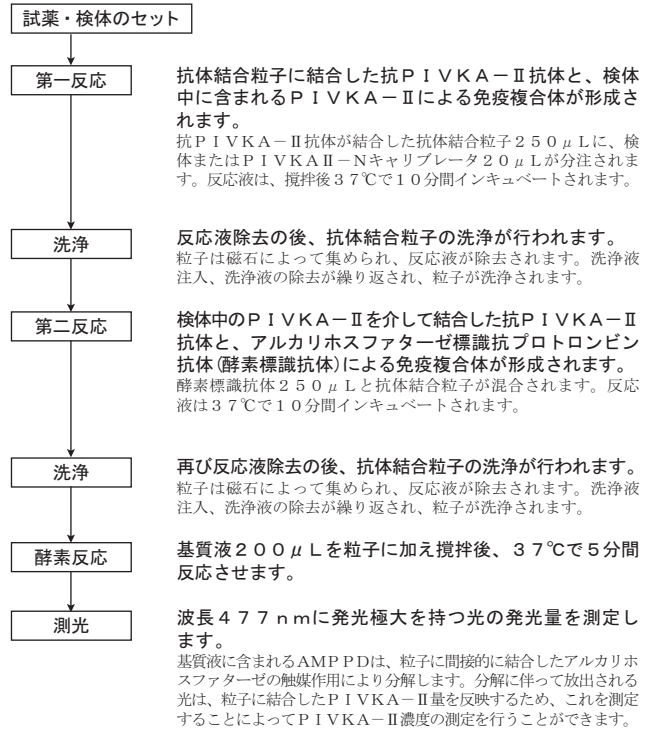 試薬・検体のセット
第一反応
抗体結合粒子に結合した抗ＰＩＶＫＡ－Ⅱ抗体と、検体
中に含まれるＰＩＶＫＡ－Ⅱによる免疫複合体が形成さ
れます。
抗ＰＩＶＫＡ－Ⅱ抗体が結合した抗体結合粒子２５０μＬに、検
体またはＰＩＶＫＡⅡ－Ｎキャリブレータ２０μＬが分注されま
す。反応液は、撹拌後３７℃で１０分間インキュベートされます。
洗浄
反応液除去の後、抗体結合粒子の洗浄が行われます。
粒子は磁石によって集められ、反応液が除去されます。洗浄液
注入、洗浄液の除去が繰り返され、粒子が洗浄されます。
第二反応
検体中のＰＩＶＫＡ－Ⅱを介して結合した抗ＰＩＶＫＡ－Ⅱ
抗体と、アルカリホスファターゼ標識抗プロトロンビン
抗体(酵素標識抗体)による免疫複合体が形成されます。
酵素標識抗体２５０μＬと抗体結合粒子が混合されます。反応
液は３７℃で１０分間インキュベートされます。
洗浄
再び反応液除去の後、抗体結合粒子の洗浄が行われます。
粒子は磁石によって集められ、反応液が除去されます。洗浄液
注入、洗浄液の除去が繰り返され、粒子が洗浄されます。
酵素反応
基質液２００μＬを粒子に加え撹拌後、３７℃で５分間
反応させます。
測光
波長４７７ｎｍに発光極大を持つ光の発光量を測定し
ます。
基質液に含まれるＡＭＰＰＤは、粒子に間接的に結合したアルカリホ
スファターゼの触媒作用により分解します。分解に伴って放出される
光は、粒子に結合したＰＩＶＫＡ－Ⅱ量を反映するため、これを測定
することによってＰＩＶＫＡ－Ⅱ濃度の測定を行うことができます。